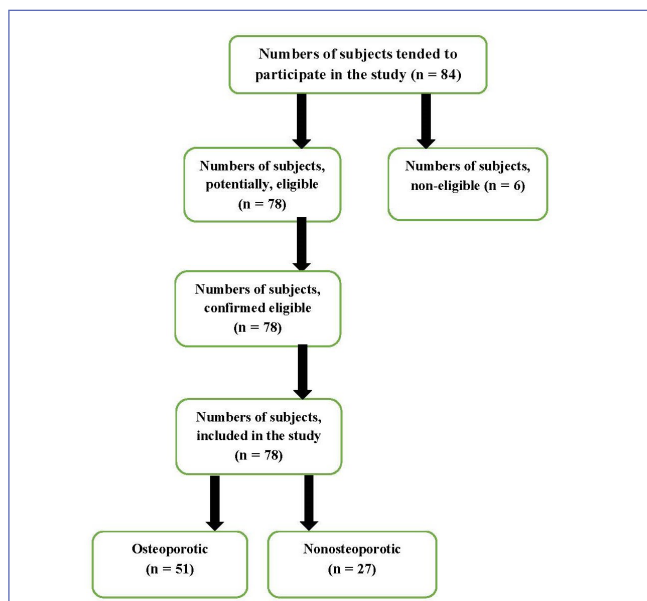 Numbers of subjects tended to
participate in the study (n = 84)
Numbers of subjects,
potentially, eligible
(n = 78)
Numbers of subjects,
non-eligible (n = 6)
Numbers of subjects,
confirmed eligible
(n = 78)
Numbers of subjects,
included in the study
(n = 78)
Osteoporotic
(n = 51)
Nonosteoporotic
(n = 27)